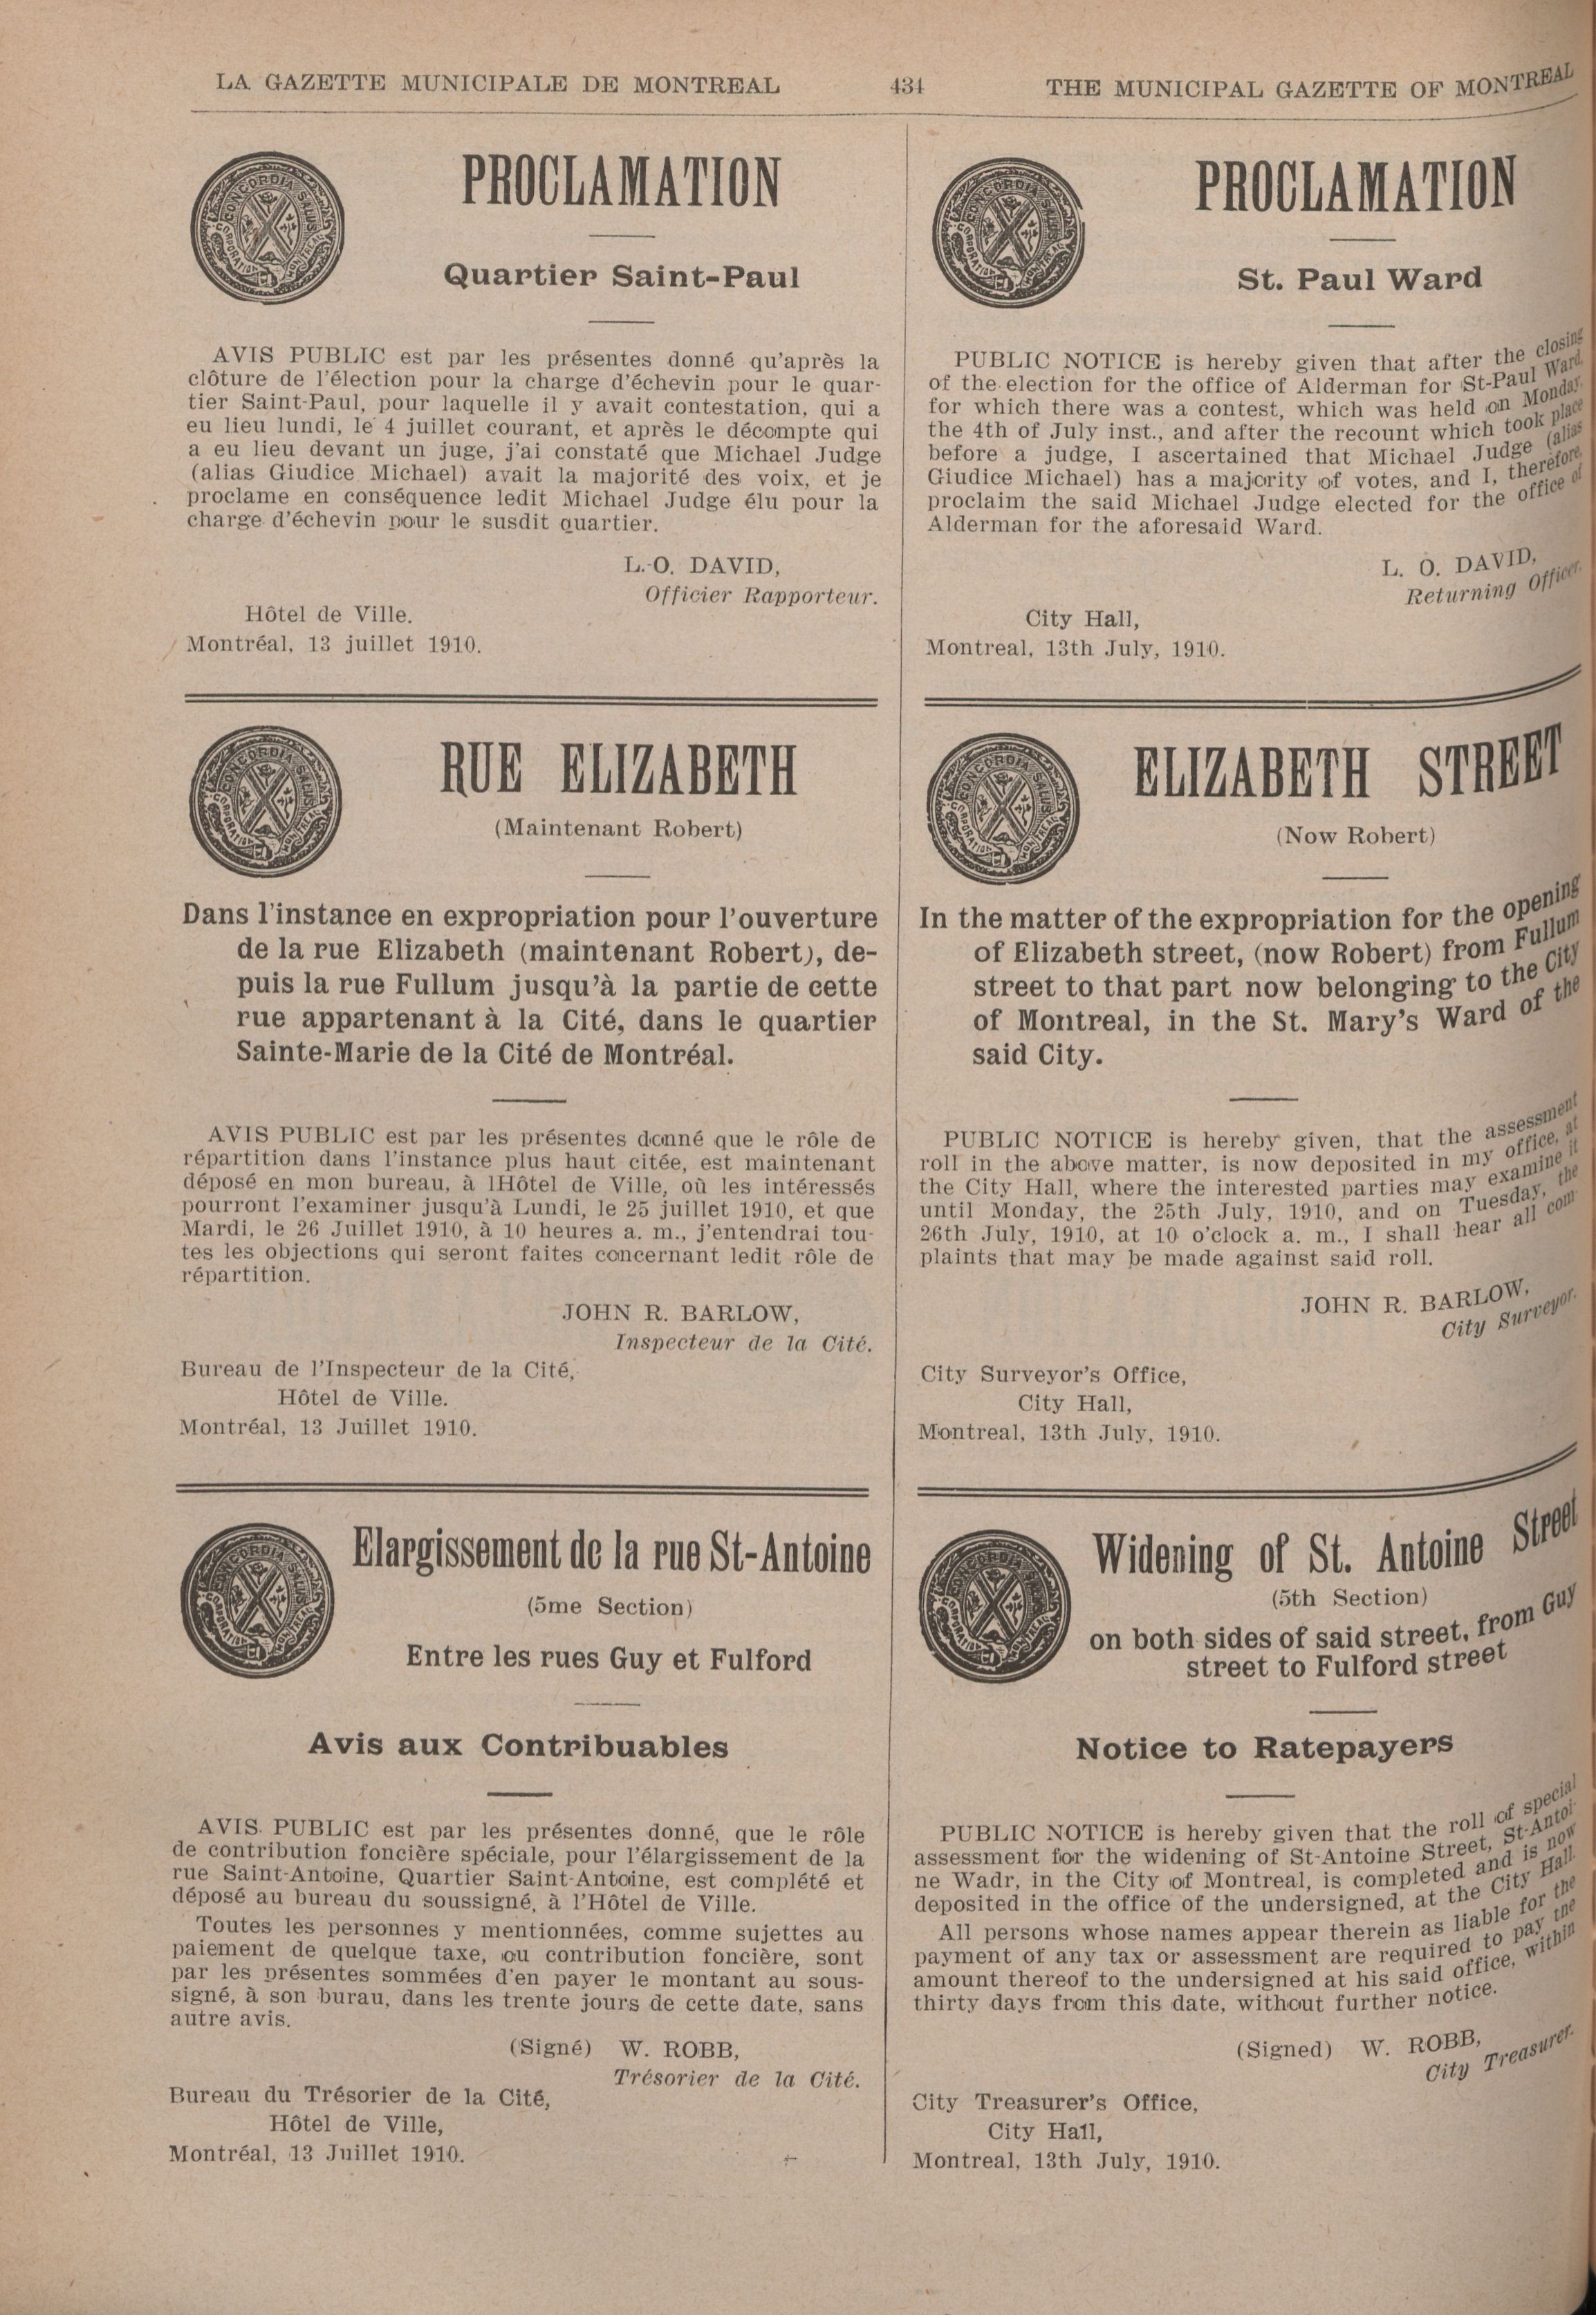 LA GAZETTE MUNICIPALE DE MONTREAL 434 THE MUNICIPAL GAZETTE OF MONTREAL
PROCLAMATION
Quartier Saint-Paul
AVIS PUBLIC est par les présentes donné qu'après la
clôture de l'élection pour la charge d'échevin pour le quar-
tier Saint-Paul, pour laquelle il y avait contestation, qui a
eu lieu lundi, le 4 juillet courant, et après le décompte qui
a eu lieu devant un juge, j'ai constaté que Michael Judge
(alias Giudice Michael) avait la majorité des voix, et je
proclame en conséquence ledit Michael Judge élu pour la
charge d'échevin pour le susdit quartier.
L.-O. DAVID,
Officier Rapporteur.
Hôtel de Ville.
Montréal, 13 juillet 1910.
RUE ELIZABETH
(Maintenant Robert)
Dans l'instance en expropriation pour l'ouverture
de la rue Elizabeth (maintenant Robert), de-
puis la rue Fullum jusqu'à la partie de cette
rue appartenant à la Cité, dans le quartier
Sainte-Marie de la Cité de Montréal.
AVIS PUBLIC est par les présentes donné que le rôle de
répartition dans l'instance plus haut citée, est maintenant
déposé en mon bureau, à lHôtel de Ville, où les intéressés
pourront l'examiner jusqu'à Lundi, le 25 juillet 1910, et que
Mardi, le 26 Juillet 1910, à 10 heures a. m., j'entendrai tou-
tes les objections qui seront faites concernant ledit rôle de
répartition.
JOHN R. BARLOW,
Inspecteur de la Cité.
Bureau de l'Inspecteur de la Cité,
Hôtel de Ville.
Montréal, 13 Juillet 1910.
Elargissement de la rue St-Antoine
(5me Section)
Entre les rues Guy et Fulford
Avis aux Contribuables
AVIS PUBLIC est par les présentes donné, que le rôle
de contribution foncière spéciale, pour l'élargissement de la
rue Saint-Antoine, Quartier Saint-Antoine, est complété et
déposé au bureau du soussigné, à l'Hôtel de Ville.
Toutes les personnes y mentionnées, comme sujettes au
paiement de quelque taxe, ou contribution foncière, sont
par les présentes sommées d'en payer le montant au sous-
signé, à son burau, dans les trente jours de cette date, sans
autre avis.
(Signé) W. ROBB,
Trésorier de la Cité.
Bureau du Trésorier de la Cité,
Hôtel de Ville,
Montréal, 13 Juillet 1910.
PROCLAMATION
St. Paul Ward
PUBLIC NOTICE is hereby given that after the closing
of the election for the office of Alderman for St-Paul Ward,
for which there was a contest, which was held on Monday,
the 4th of July inst., and after the recount which took place
before a judge, I ascertained that Michael Judge (alias
Giudice Michael) has a majority of votes, and I, therefore,
proclaim the said Michael Judge elected for the office of
Alderman for the aforesaid Ward.
L. O. DAVID,
Returning Officer.
City Hall,
Montreal, 13th July, 1910.
ELIZABETH STREET
(Now Robert)
In the matter of the expropriation for the opening
of Elizabeth street, (now Robert) from Fullum
street to that part now belonging to the City
of Montreal, in the St. Mary's Ward of the
said City.
PUBLIC NOTICE is hereby given, that the assessment
roll in the above matter, is now deposited in my office, at
the City Hall, where the interested parties may examine it
until Monday, the 25th July, 1910, and on Tuesday, the
26th July, 1910, at 10 o'clock a. m., I shall hear all com-
plaints that may be made against said roll.
JOHN R. BARLOW,
City Surveyor.
City Surveyor's Office,
City Hall,
Montreal, 13th July, 1910.
Widening of St. Antoine Street
(5th Section)
on both sides of said street, from Guy
street to Fulford street
Notice to Ratepayers
PUBLIC NOTICE is hereby given that the roll of special
assessment for the widening of St-Antoine Street, St-Antoi-
ne Wadr, in the City of Montreal, is completed and is now
deposited in the office of the undersigned, at the City Hall.
All persons whose names appear therein as liable for the
payment of any tax or assessment are required to pay the
amount thereof to the undersigned at his said office, within
thirty days from this date, without further notice.
(Signed) W. ROBB,
City Treasurer.
City Treasurer's Office,
City Hall,
Montreal, 13th July, 1910.